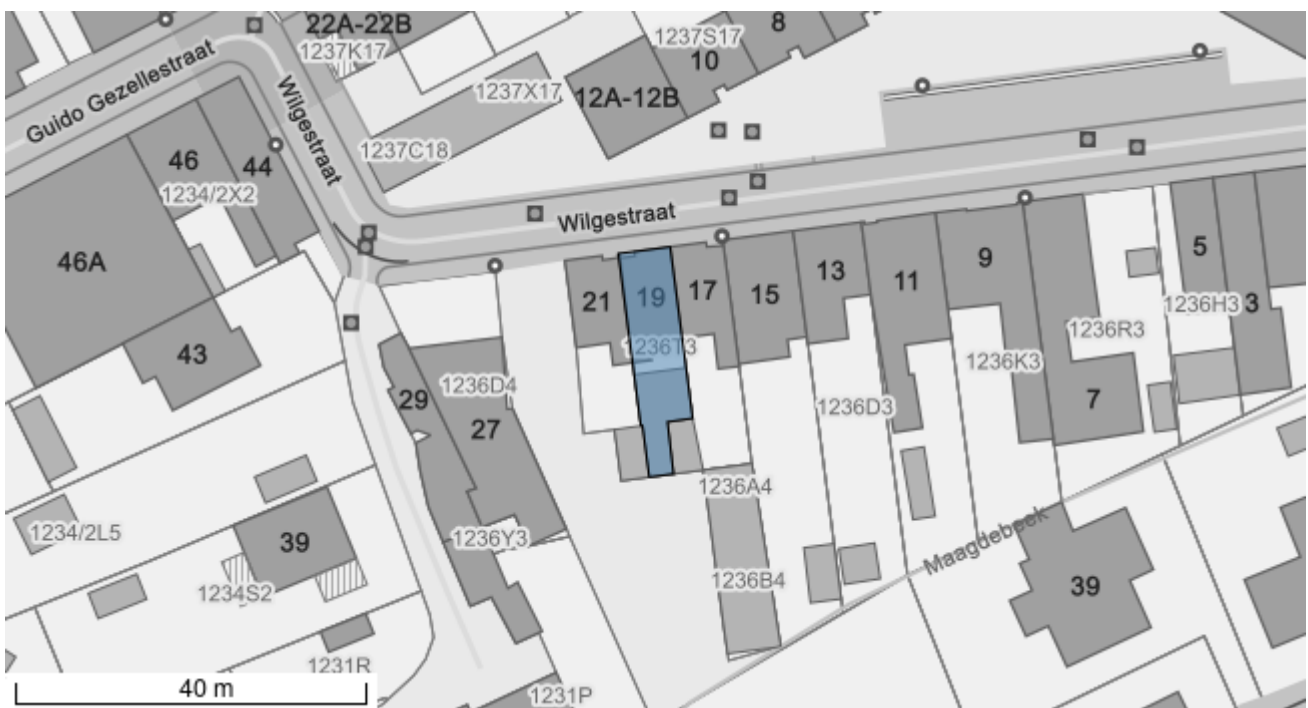 22A-22B
1237K17
8
1237S17
10
Guido Gezellestraat
Wilgestraat
1237X17
12A-12B
1237C18
46
44
1234/2X2
Wilgestraat
46A
21
19
17
15
13
11
9
5
3
1236H3
1236R3
1236T3
43
1236K3
1236D4
29
27
1236D3
7
1236A4
1234/2L5
39
1236Y3
Maagdebeek
1234S2
1236B4
39
1231R
40 m
1231P